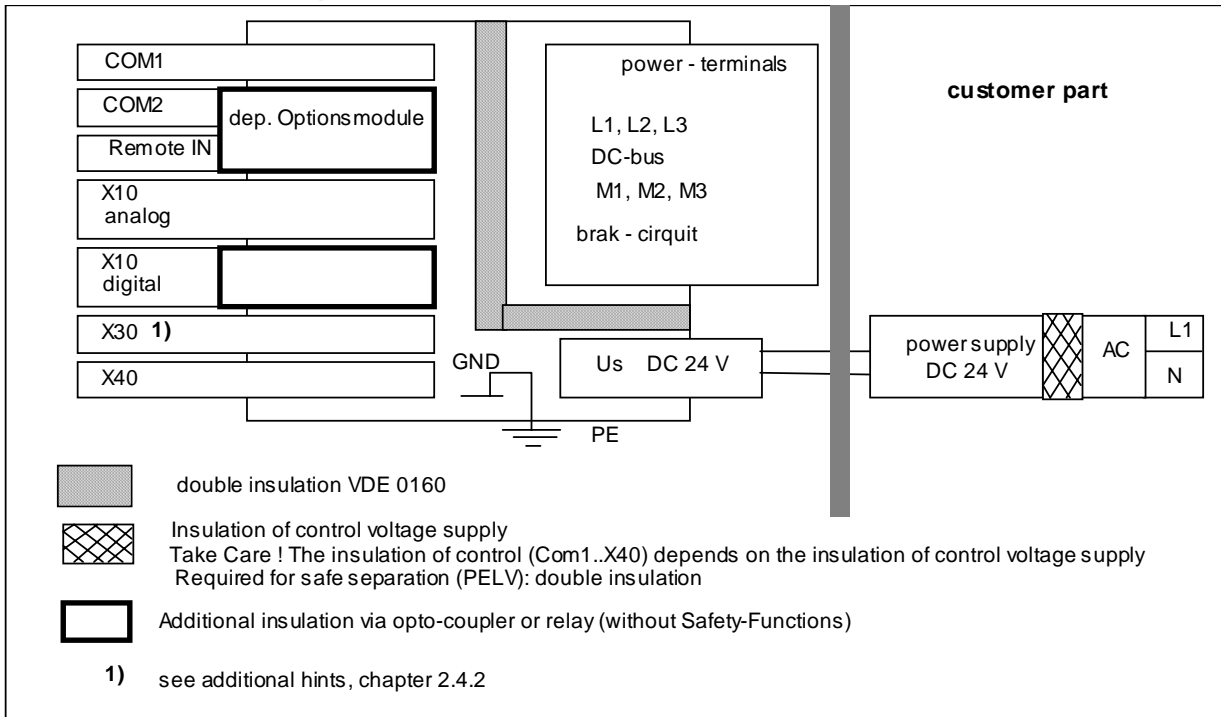 COM1
COM2
dep. Optionsmodule
Remote IN
X10
analog
X10
digital
X30 1)
X40
power - terminals
L1, L2, L3
DC-bus
M1, M2, M3
brak - cirquit
GND
PE
Us DC 24 V
customer part
power supply
DC 24 V
AC
L1
N
double insulation VDE 0160
Insulation of control voltage supply
Take Care ! The insulation of control (Com1..X40) depends on the insulation of control voltage supply
Required for safe separation (PELV): double insulation
Additional insulation via opto-coupler or relay (without Safety-Functions)
1) see additional hints, chapter 2.4.2